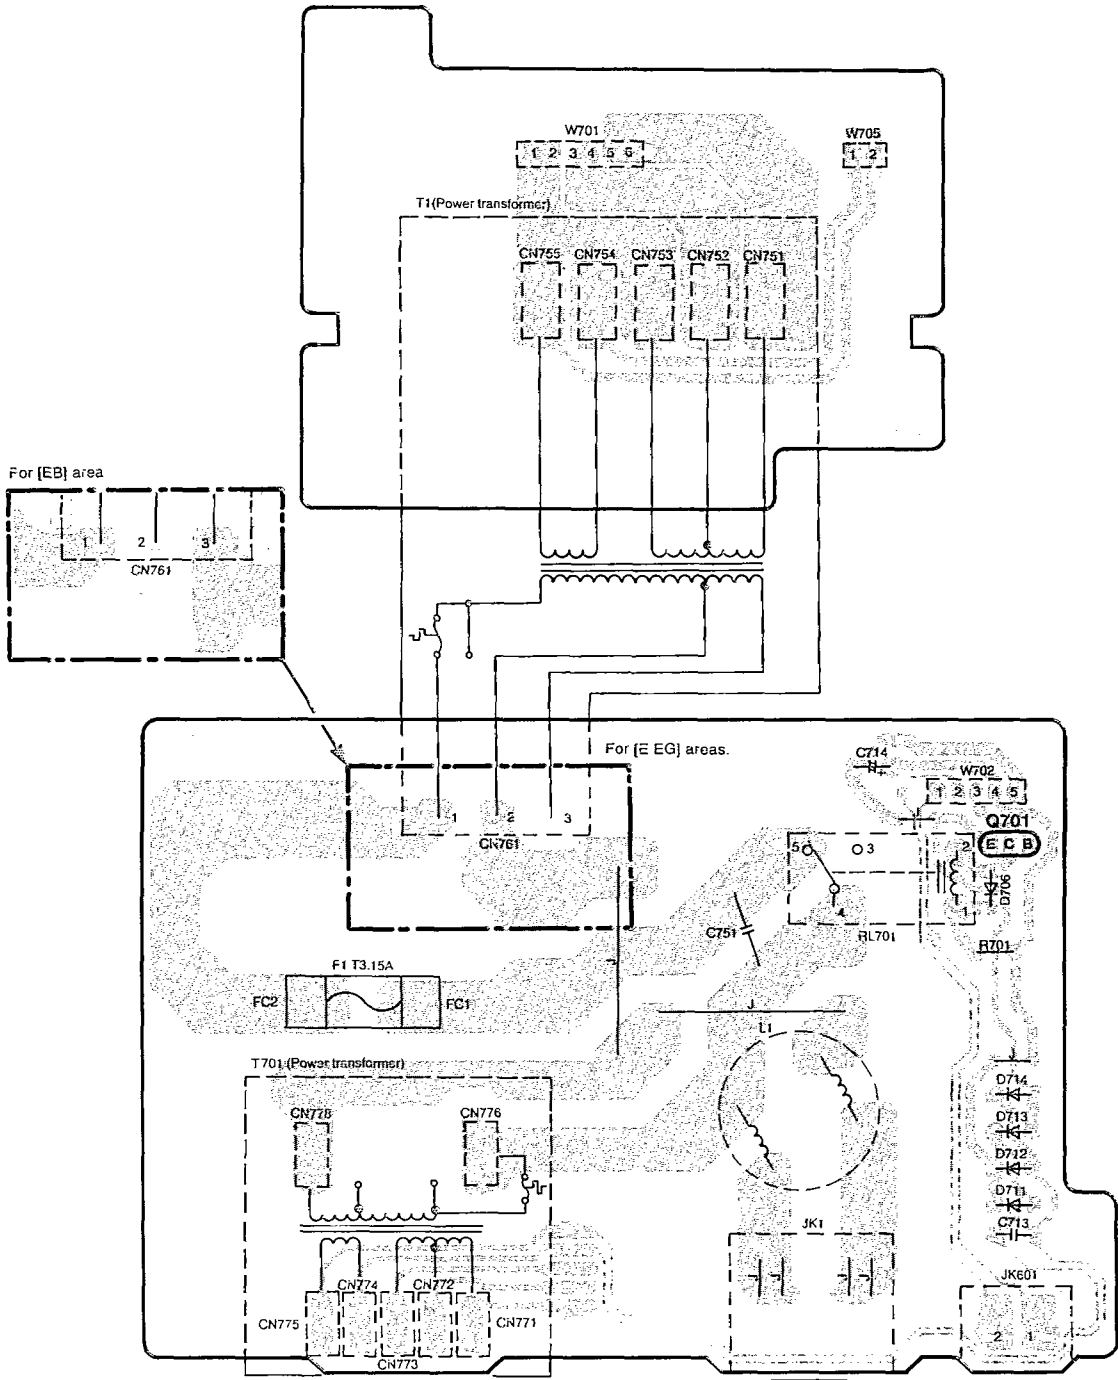 W701
1 2 3 4 5 6
W705
1 2
T1(Power transformer)
CN755 CN754 CN753 CN752 CN751
For [EB] area
1 2 3
CN761
For [E EG] areas.
1 2 3
CN761
C714
W702
1 2 3 4 5
Q701
E C B
5 3 2
4 1
RL701
D706
C751
R701
F1 T3.15A
FC2 FC1
J
J
L1
T701 (Power transformer)
CN778 CN776
J
D714
D713
D712
D711
C713
JK1
J J J J
JK601
2 1
CN774 CN772
CN775 CN771
CN773